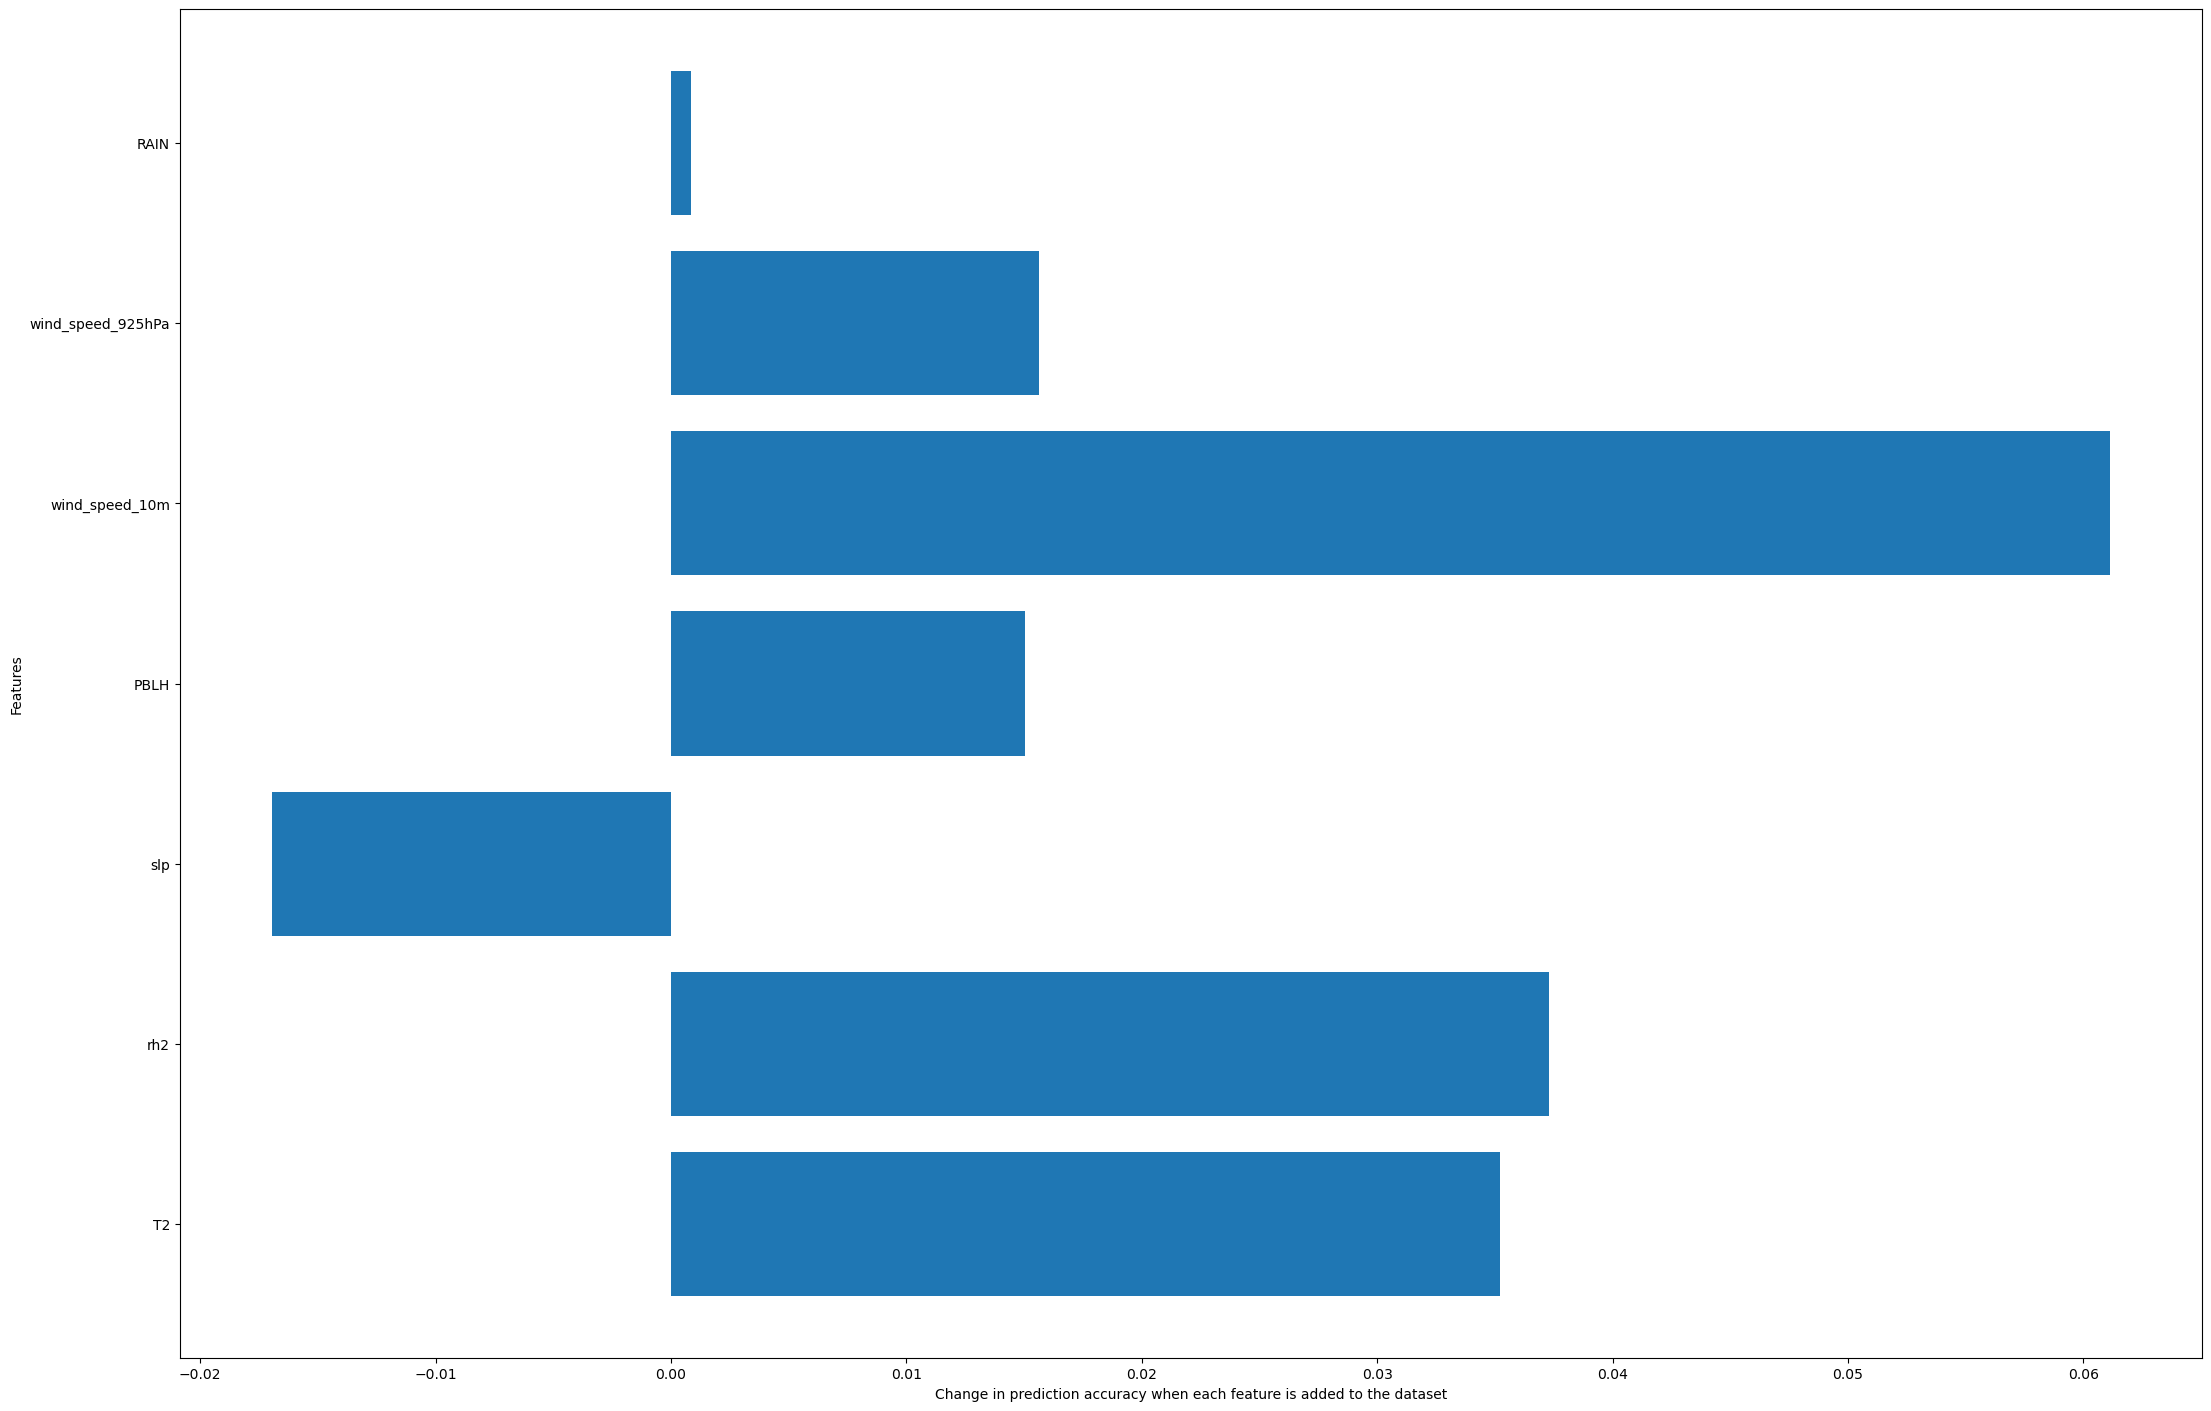 RAIN
wind_speed_925hPa
wind_speed_10m
PBLH
slp
rh2
T2
Features
−0.02 −0.01 0.00 0.01 0.02 0.03 0.04 0.05 0.06
Change in prediction accuracy when each feature is added to the dataset